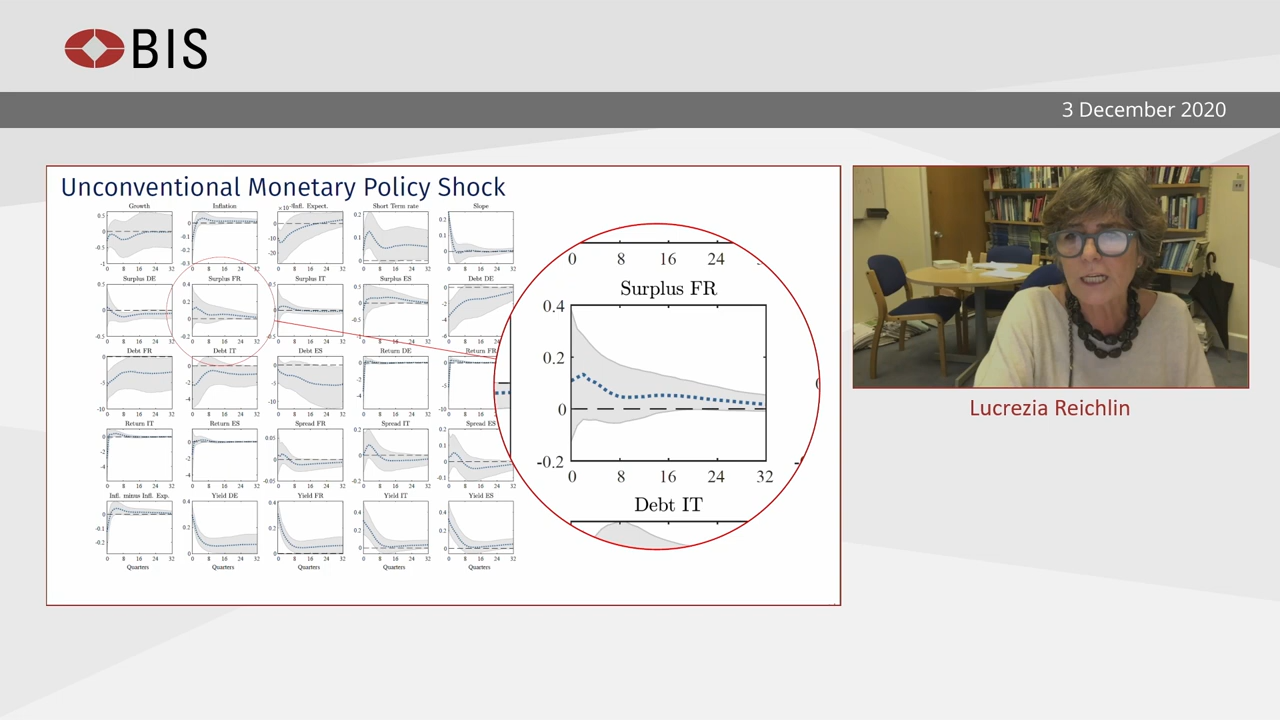 BIS
3 December 2020
Unconventional Monetary Policy Shock
Growth Inflation Infl. Expect. Short Term rate Slope
Surplus DE Surplus FR Surplus IT Surplus ES Debt DE
Debt FR Debt IT Debt ES Return DE Return FR
Return IT Return ES Spread FR Spread IT Spread ES
Infl. minus Infl. Exp. Yield DE Yield FR Yield IT Yield ES
Quarters Quarters Quarters Quarters Quarters
0 8 16 24
Surplus FR
0.4
0.2
0
-0.2
0 8 16 24 32
Debt IT
Lucrezia Reichlin